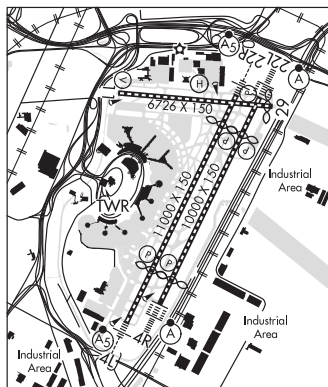 A5
22L
22R
A
V
H
11
6726 X 150
29
Industrial
Area
TWR
11000 X 150
10000 X 150
P
P
A5
4L
4R
A
Industrial
Area
Industrial
Area